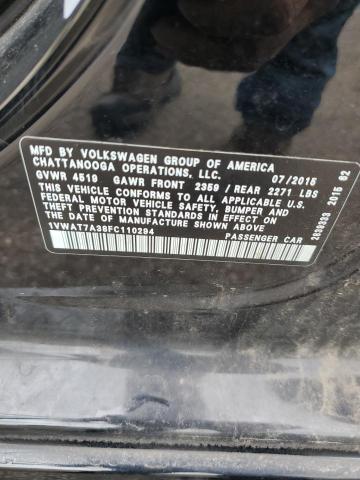 MFD BY VOLKSWAGEN GROUP OF AMERICA
CHATTANOOGA OPERATIONS, LLC. 07/2015
GVWR 4519 GAWR FRONT 2359 / REAR 2271 LBS
THIS VEHICLE CONFORMS TO ALL APPLICABLE U.S.
FEDERAL MOTOR VEHICLE SAFETY, BUMPER AND
THEFT PREVENTION STANDARDS IN EFFECT ON THE
DATE OF MANUFACTURE SHOWN ABOVE
1VWAT7A38FC110294 PASSENGER CAR
2839333 2015 G2